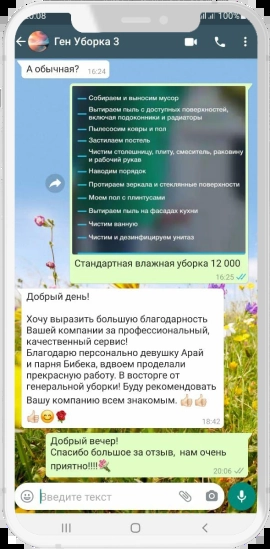 20:08 100%
Ген Уборка 3
А обычная?
16:24
Собираем и выносим мусор
Вытираем пыль с доступных поверхностей,
включая подоконники и радиаторы
Пылесосим ковры и пол
Застилаем постель
Чистим столешницу, плиту, смеситель, раковину
и рабочий рукав
Наводим порядок
Протираем зеркала и стеклянные поверхности
Моем пол с плинтусами
Вытираем пыль на фасадах кухни
Чистим ванную
Чистим и дезинфицируем унитаз
Стандартная влажная уборка 12 000
16:25
Добрый день!
Хочу выразить большую благодарность
Вашей компании за профессиональный,
качественный сервис!
Благодарю персонально девушку Арай
и парня Бибека, вдвоем проделали
прекрасную работу. В восторге от
генеральной уборки! Буду рекомендовать
Вашу компанию всем знакомым. 👍🏻👍🏻
👍🏻😊🌹
18:42
Добрый вечер!
Спасибо большое за отзыв, нам очень
приятно!!!!💐
20:06
Введите текст